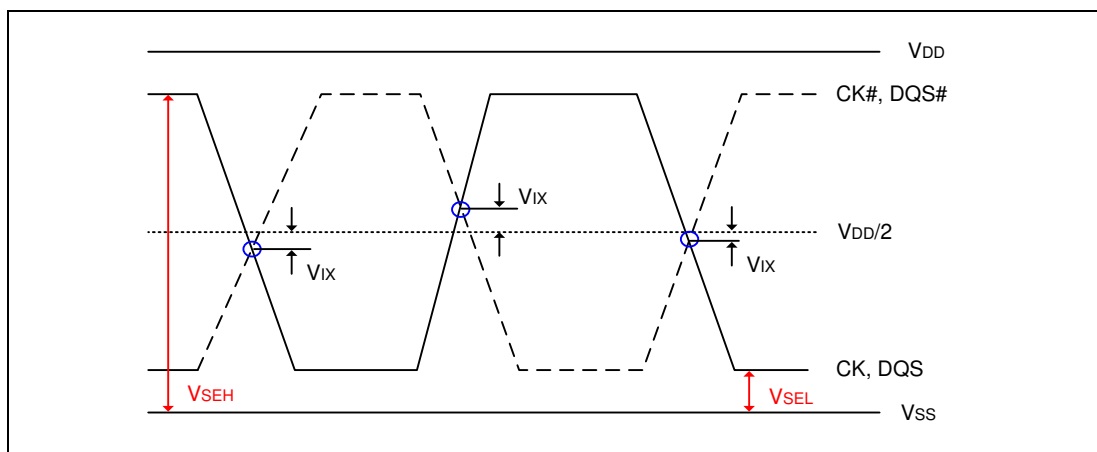 VDD
CK#, DQS#
VIX
VDD/2
VIX
VIX
CK, DQS
VSEH
VSEL
VSS